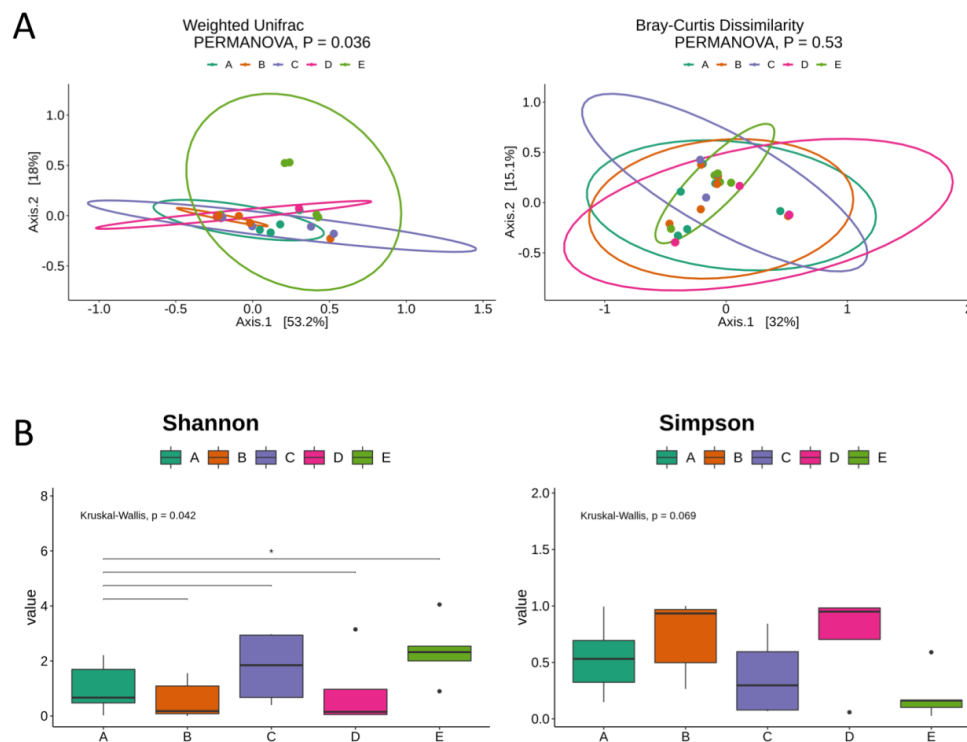 A
Weighted Unifrac
PERMANOVA, P = 0.036
A B C D E
1.0
0.5
0.0
-0.5
Axis.2 [18%]
-1.0 -0.5 0.0 0.5 1.0 1.5
Axis.1 [53.2%]
Bray-Curtis Dissimilarity
PERMANOVA, P = 0.53
A B C D E
1.0
0.5
0.0
-0.5
Axis.2 [15.1%]
-1 0 1 2
Axis.1 [32%]
B
Shannon
A B C D E
8
6
4
2
0
value
Kruskal-Wallis, p = 0.042
*
A B C D E
Simpson
A B C D E
2.0
1.5
1.0
0.5
0.0
value
Kruskal-Wallis, p = 0.069
A B C D E